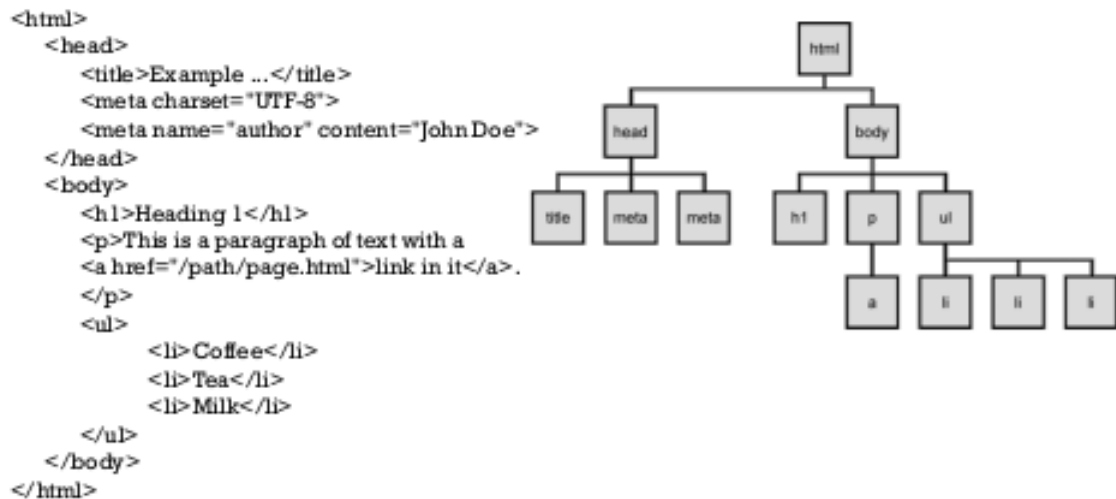 <html>
<head>
<title>Example ...</title>
<meta charset="UTF-8">
<meta name="author" content="John Doe">
</head>
<body>
<h1>Heading 1</h1>
<p>This is a paragraph of text with a
<a href="/path/page.html">link in it</a>.
</p>
<ul>
<li>Coffee</li>
<li>Tea</li>
<li>Milk</li>
</ul>
</body>
</html>
html
head body
title meta meta h1 p ul
a li li li